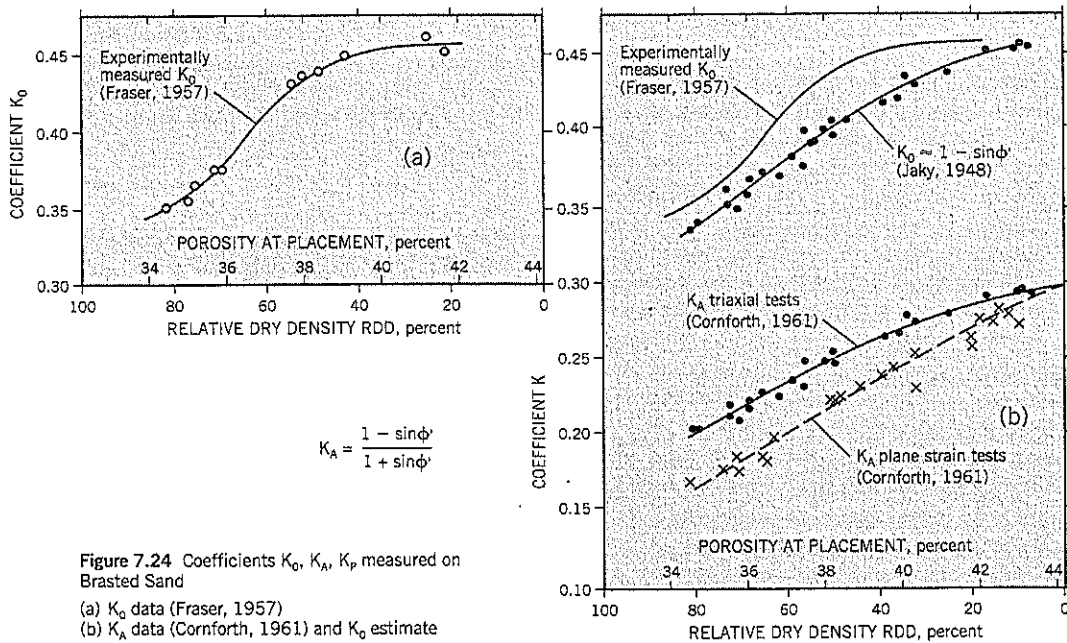 0.45
0.40
0.35
0.30
COEFFICIENT K₀
Experimentally
measured K₀
(Fraser, 1957)
(a)
POROSITY AT PLACEMENT, percent
34 36 38 40 42 44
100 80 60 40 20 0
RELATIVE DRY DENSITY RDD, percent
K_A = (1 − sinϕ') / (1 + sinϕ')
Figure 7.24 Coefficients K₀, K_A, K_P measured on
Brasted Sand
(a) K₀ data (Fraser, 1957)
(b) K_A data (Cornforth, 1961) and K₀ estimate
0.45
0.40
0.35
0.30
0.25
0.20
0.15
0.10
COEFFICIENT K
Experimentally
measured K₀
(Fraser, 1957)
K₀ = 1 − sinϕ'
(Jaky, 1948)
K_A triaxial tests
(Cornforth, 1961)
(b)
K_A plane strain tests
(Cornforth, 1961)
POROSITY AT PLACEMENT, percent
34 36 38 40 42 44
100 80 60 40 20 0
RELATIVE DRY DENSITY RDD, percent